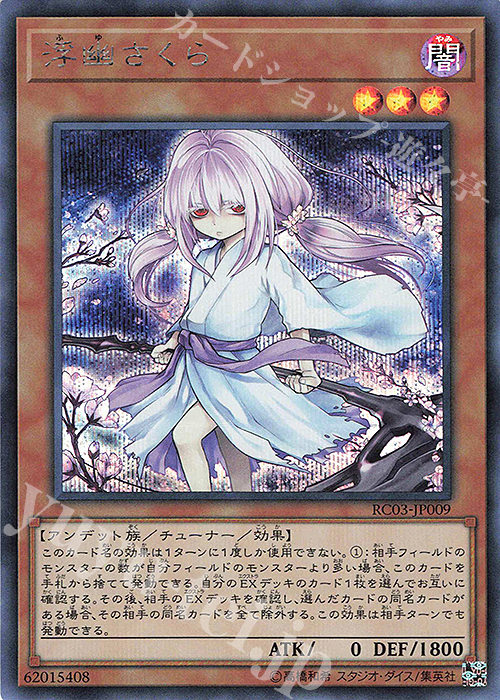 浮幽さくら
闇
RC03-JP009
【アンデット族/チューナー/効果】
このカード名の効果は1ターンに1度しか使用できない。①：相手フィールドの
モンスターの数が自分フィールドのモンスターより多い場合、このカードを
手札から捨てて発動できる。自分のEXデッキのカード1枚を選んでお互いに
確認する。その後、相手のEXデッキを確認し、選んだカードの同名カードが
ある場合、その相手の同名カードを全て除外する。この効果は相手ターンでも
発動できる。
ATK/ 0 DEF/1800
62015408
©高橋和希 スタジオ・ダイス/集英社
カードショップ-遊々亭